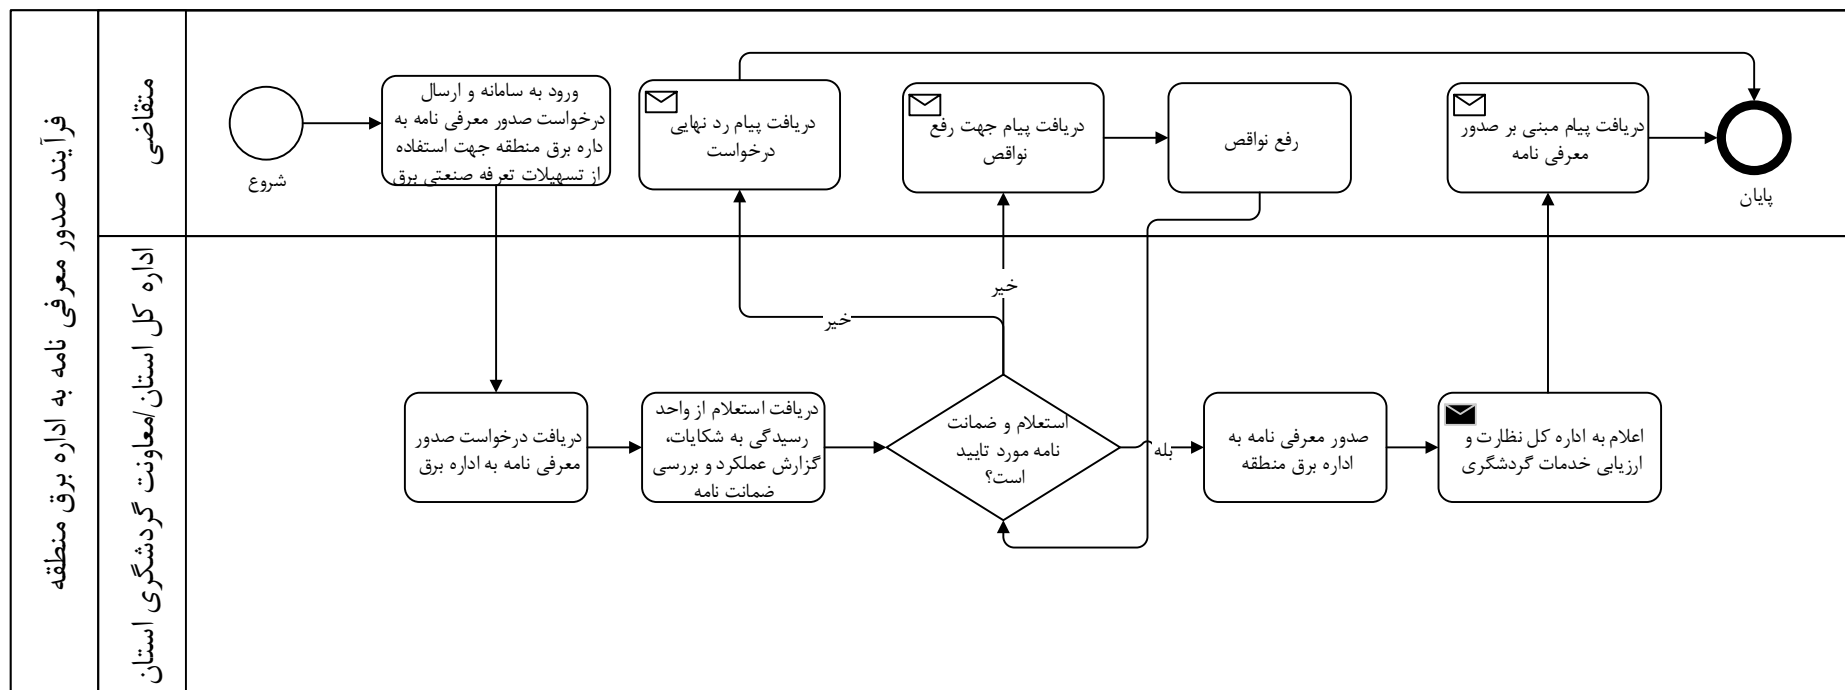 فرآیند صدور معرفی نامه به اداره برق منطقه
متقاضی
شروع
ورود به سامانه و ارسال
درخواست صدور معرفی نامه به
داره برق منطقه جهت استفاده
از تسهیلات تعرفه صنعتی برق
دریافت پیام رد نهایی
درخواست
دریافت پیام جهت رفع
نواقص
رفع نواقص
دریافت پیام مبنی بر صدور
معرفی نامه
پایان
اداره کل استان/معاونت گردشگری استان
خیر
خیر
دریافت درخواست صدور
معرفی نامه به اداره برق
دریافت استعلام از واحد
رسیدگی به شکایات،
گزارش عملکرد و بررسی
ضمانت نامه
استعلام و ضمانت
نامه مورد تایید
است؟
بله
صدور معرفی نامه به
اداره برق منطقه
اعلام به اداره کل نظارت و
ارزیابی خدمات گردشگری